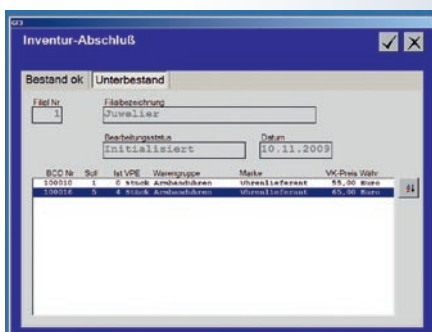 GF3
Inventur-Abschluß
Bestand ok Unterbestand
Filial Nr Filialbezeichnung
1 Juwelier
Bearbeitungsstatus Datum
Initialisiert 10.11.2009
BCD Nr Soll Ist VPE Warengruppe Marke VK-Preis Währ
100010 1 0 Stück Armbanduhren Uhrenlieferant 55,00 Euro
100016 5 4 Stück Armbanduhren Uhrenlieferant 65,00 Euro